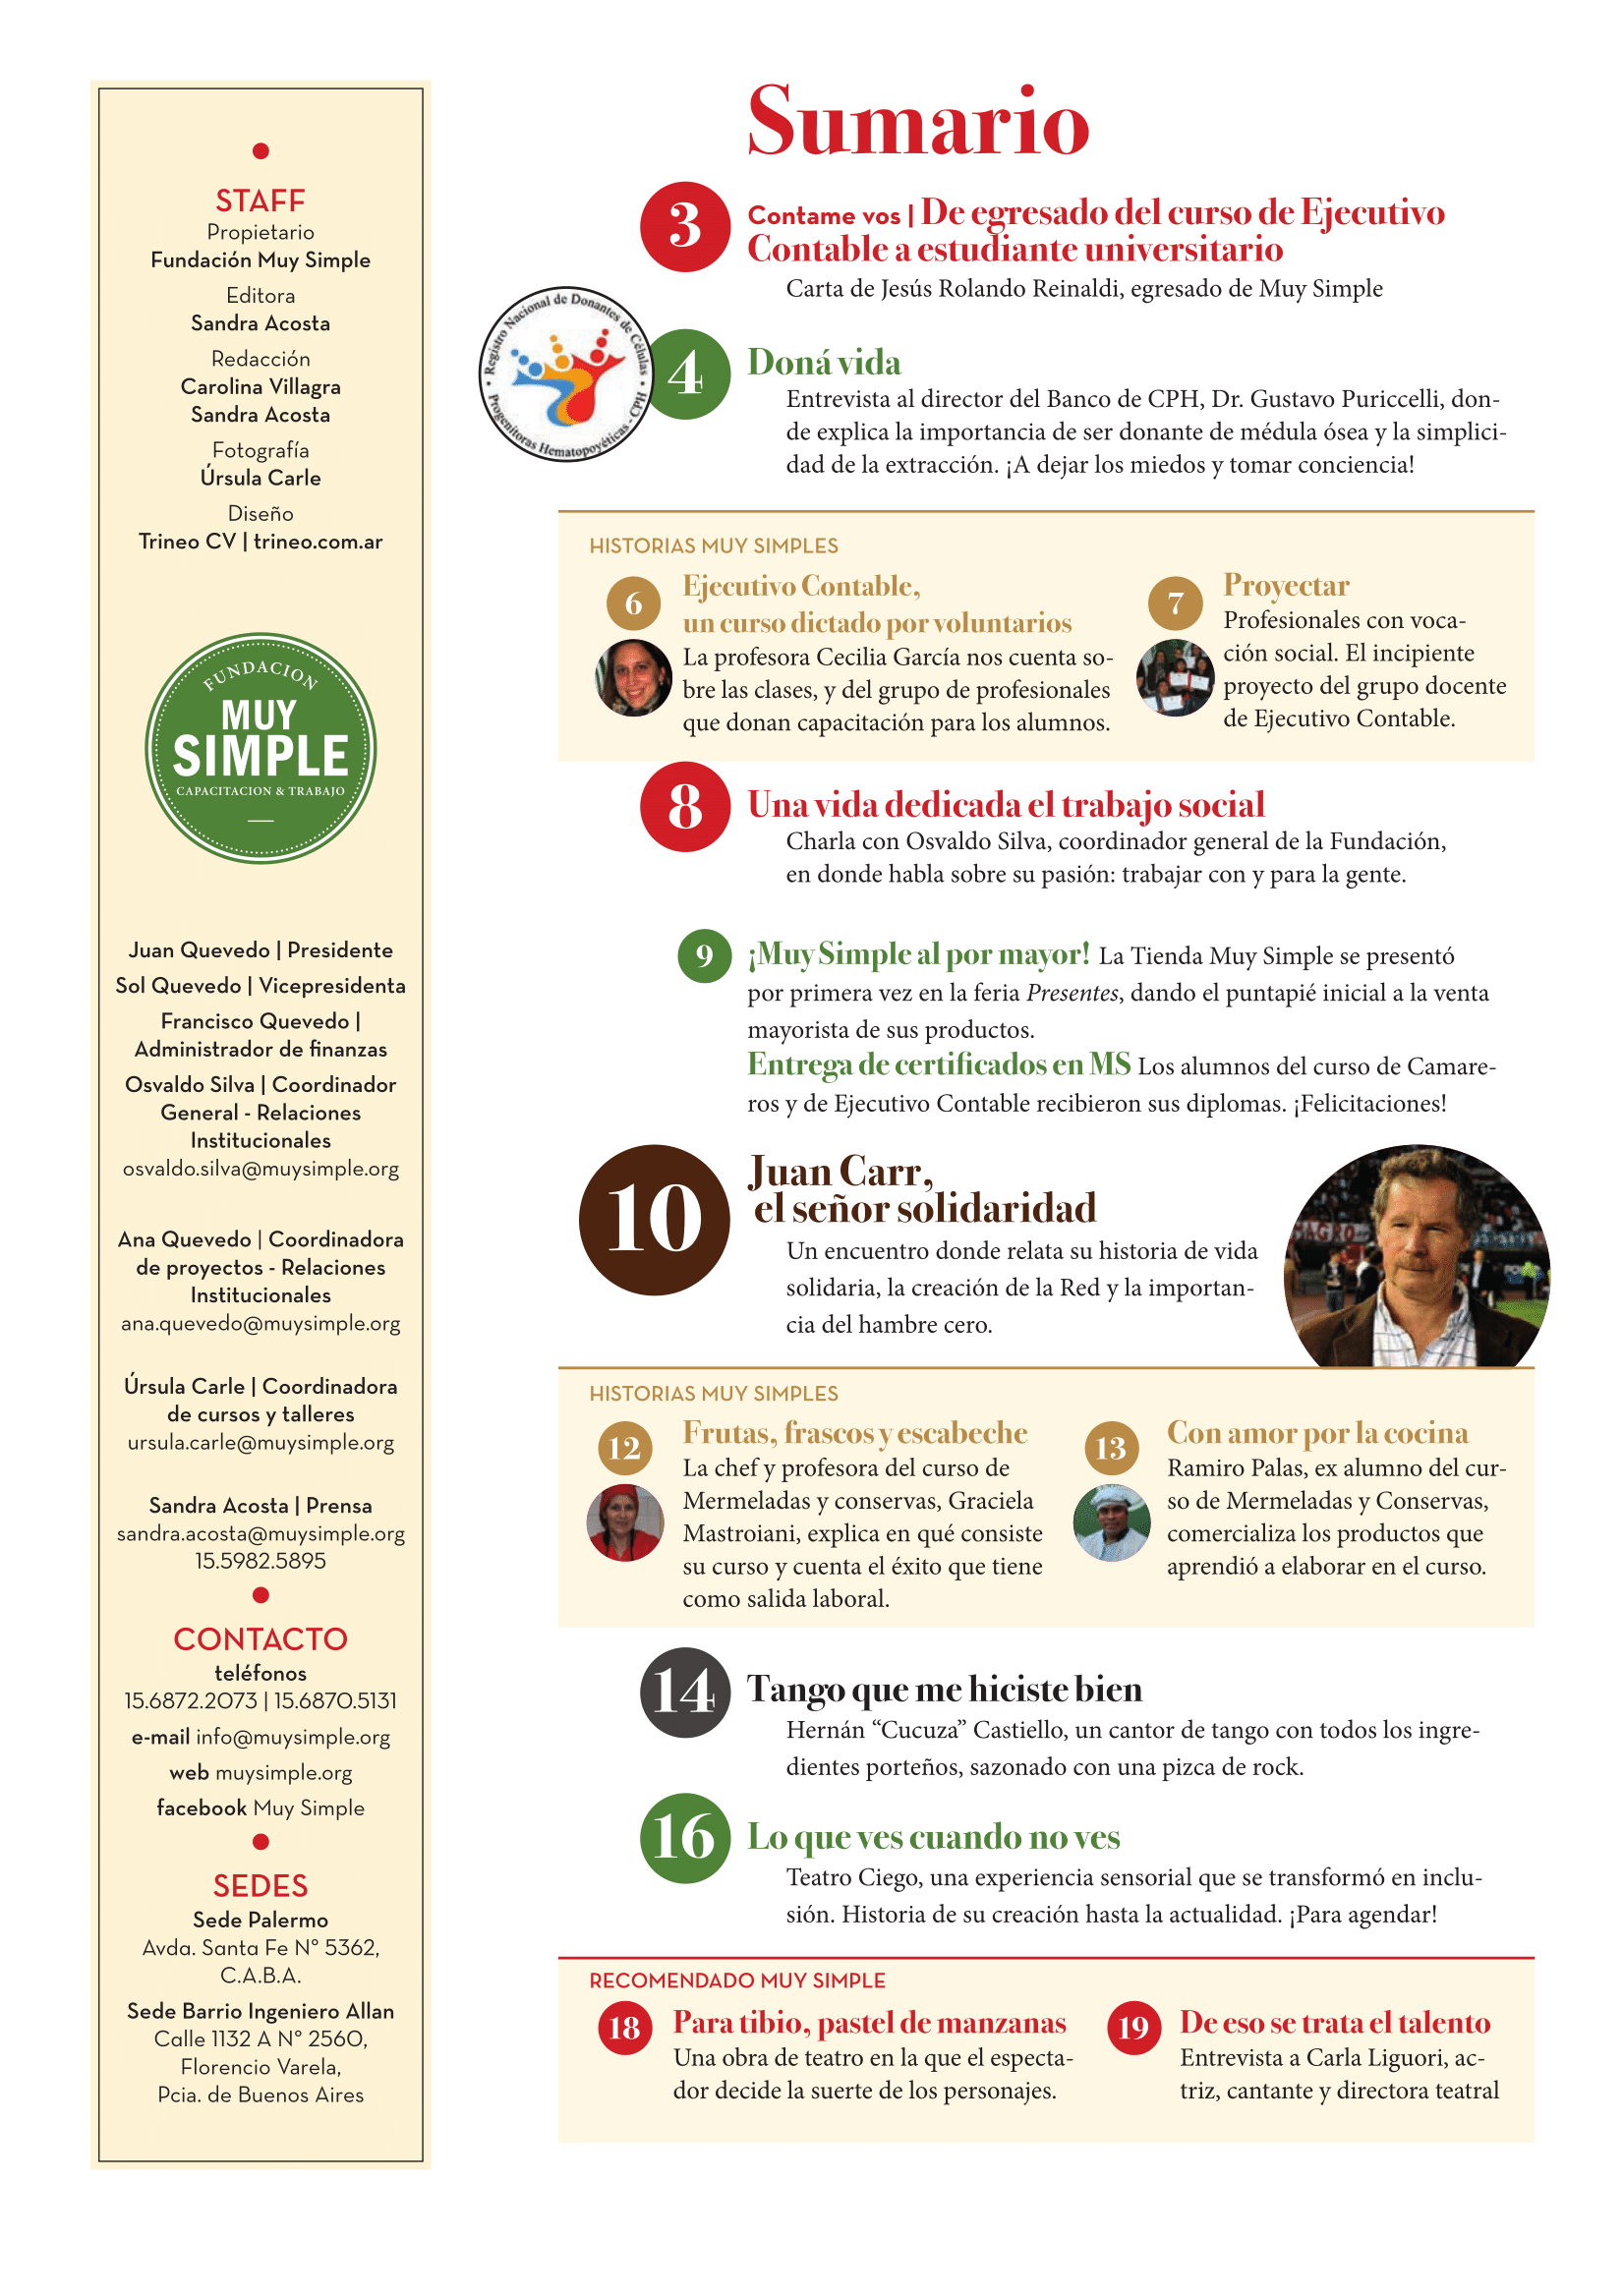 STAFF
Propietario
Fundación Muy Simple
Editora
Sandra Acosta
Redacción
Carolina Villagra
Sandra Acosta
Fotografía
Úrsula Carle
Diseño
Trineo CV | trineo.com.ar
FUNDACION
MUY
SIMPLE
CAPACITACION & TRABAJO
Juan Quevedo | Presidente
Sol Quevedo | Vicepresidenta
Francisco Quevedo |
Administrador de finanzas
Osvaldo Silva | Coordinador
General - Relaciones
Institucionales
osvaldo.silva@muysimple.org
Ana Quevedo | Coordinadora
de proyectos - Relaciones
Institucionales
ana.quevedo@muysimple.org
Úrsula Carle | Coordinadora
de cursos y talleres
ursula.carle@muysimple.org
Sandra Acosta | Prensa
sandra.acosta@muysimple.org
15.5982.5895
CONTACTO
teléfonos
15.6872.2073 | 15.6870.5131
e-mail info@muysimple.org
web muysimple.org
facebook Muy Simple
SEDES
Sede Palermo
Avda. Santa Fe N° 5362,
C.A.B.A.
Sede Barrio Ingeniero Allan
Calle 1132 A N° 2560,
Florencio Varela,
Pcia. de Buenos Aires
Sumario
3
Contame vos | De egresado del curso de Ejecutivo
Contable a estudiante universitario
Carta de Jesús Rolando Reinaldi, egresado de Muy Simple
Registro Nacional de Donantes de Células
Progenitoras Hematopoyéticas - CPH
4
Doná vida
Entrevista al director del Banco de CPH, Dr. Gustavo Puriccelli, don-
de explica la importancia de ser donante de médula ósea y la simplici-
dad de la extracción. ¡A dejar los miedos y tomar conciencia!
HISTORIAS MUY SIMPLES
6
Ejecutivo Contable,
un curso dictado por voluntarios
La profesora Cecilia García nos cuenta so-
bre las clases, y del grupo de profesionales
que donan capacitación para los alumnos.
7
Proyectar
Profesionales con voca-
ción social. El incipiente
proyecto del grupo docente
de Ejecutivo Contable.
8
Una vida dedicada el trabajo social
Charla con Osvaldo Silva, coordinador general de la Fundación,
en donde habla sobre su pasión: trabajar con y para la gente.
9
¡Muy Simple al por mayor! La Tienda Muy Simple se presentó
por primera vez en la feria Presentes, dando el puntapié inicial a la venta
mayorista de sus productos.
Entrega de certificados en MS Los alumnos del curso de Camare-
ros y de Ejecutivo Contable recibieron sus diplomas. ¡Felicitaciones!
10
Juan Carr,
el señor solidaridad
Un encuentro donde relata su historia de vida
solidaria, la creación de la Red y la importan-
cia del hambre cero.
HISTORIAS MUY SIMPLES
12
Frutas, frascos y escabeche
La chef y profesora del curso de
Mermeladas y conservas, Graciela
Mastroiani, explica en qué consiste
su curso y cuenta el éxito que tiene
como salida laboral.
13
Con amor por la cocina
Ramiro Palas, ex alumno del cur-
so de Mermeladas y Conservas,
comercializa los productos que
aprendió a elaborar en el curso.
14
Tango que me hiciste bien
Hernán “Cucuza” Castiello, un cantor de tango con todos los ingre-
dientes porteños, sazonado con una pizca de rock.
16
Lo que ves cuando no ves
Teatro Ciego, una experiencia sensorial que se transformó en inclu-
sión. Historia de su creación hasta la actualidad. ¡Para agendar!
RECOMENDADO MUY SIMPLE
18
Para tibio, pastel de manzanas
Una obra de teatro en la que el especta-
dor decide la suerte de los personajes.
19
De eso se trata el talento
Entrevista a Carla Liguori, ac-
triz, cantante y directora teatral